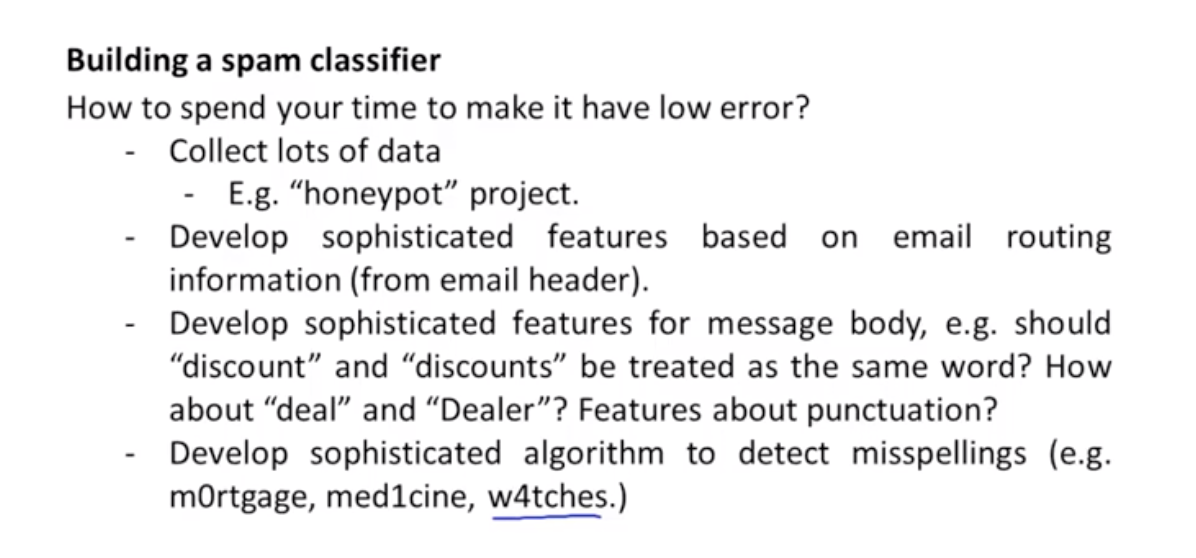 Building a spam classifier
How to spend your time to make it have low error?
- Collect lots of data
- E.g. “honeypot” project.
- Develop sophisticated features based on email routing
information (from email header).
- Develop sophisticated features for message body, e.g. should
“discount” and “discounts” be treated as the same word? How
about “deal” and “Dealer”? Features about punctuation?
- Develop sophisticated algorithm to detect misspellings (e.g.
m0rtgage, med1cine, w4tches.)